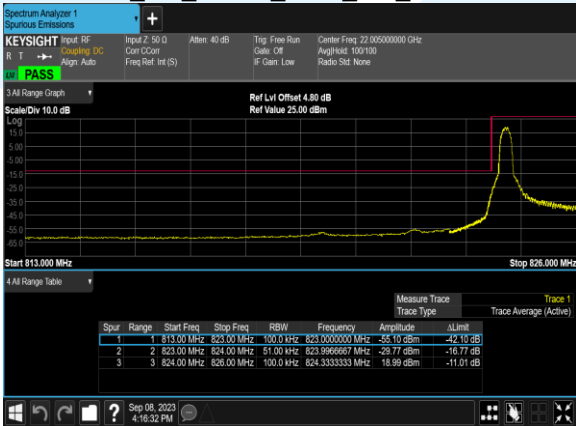 Spectrum Analyzer 1
Spurious Emissions
+
KEYSIGHT Input: RF Input Z: 50 Ω Atten: 40 dB Trig: Free Run Center Freq: 22.005000000 GHz
R T Coupling: DC Corr CCorr Gate: Off Avg|Hold: 100/100
Align: Auto Freq Ref: Int (S) IF Gain: Low Radio Std: None
PASS
3 All Range Graph
Ref Lvl Offset 4.80 dB
Scale/Div 10.0 dB Ref Value 25.00 dBm
Log
15.0
5.00
-5.00
-15.0
-25.0
-35.0
-45.0
-55.0
-65.0
Start 813.000 MHz Stop 826.000 MHz
4 All Range Table
Measure Trace Trace 1
Trace Type Trace Average (Active)
Spur Range Start Freq Stop Freq RBW Frequency Amplitude ΔLimit
1 1 813.00 MHz 823.00 MHz 100.0 kHz 823.0000000 MHz -55.10 dBm -42.10 dB
2 2 823.00 MHz 824.00 MHz 51.00 kHz 823.9966667 MHz -29.77 dBm -16.77 dB
3 3 824.00 MHz 826.00 MHz 100.0 kHz 824.3333333 MHz 18.99 dBm -11.01 dB
? Sep 08, 2023
4:16:32 PM